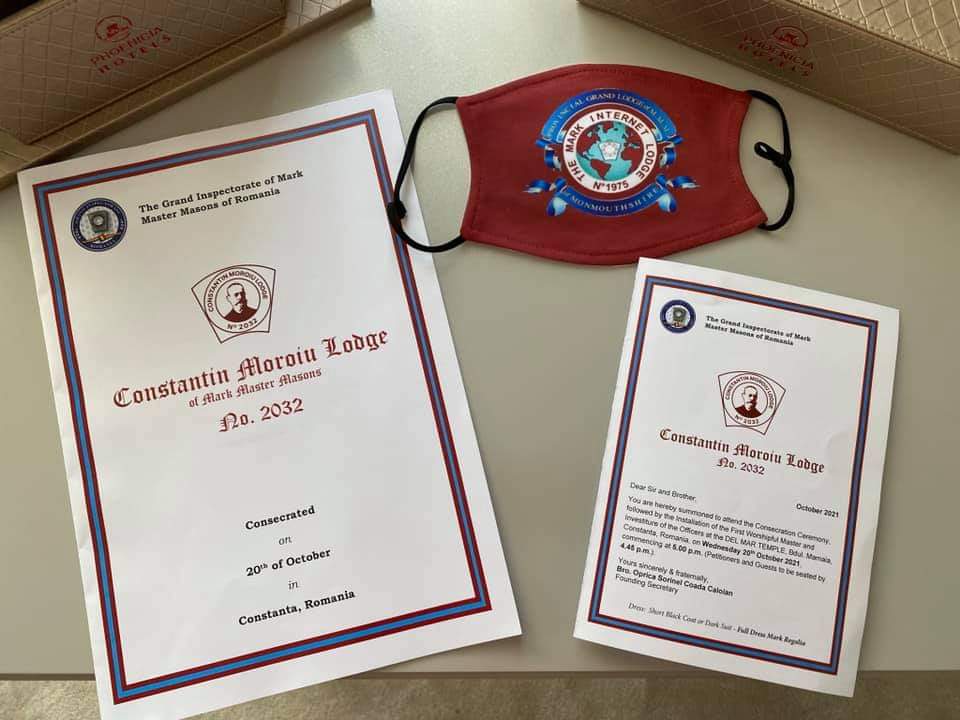 PHOENICIA
HOTELS
PHOENICIA
HOTELS
PROVINCIAL GRAND LODGE of M.M.M.
THE MARK INTERNET LODGE
Nº 1975
of MONMOUTHSHIRE
The Grand Inspectorate of Mark
Master Masons of Romania
CONSTANTIN MOROIU LODGE
Nº 2032
Constantin Moroiu Lodge
of Mark Master Masons
No. 2032
Consecrated
on
20th of October
in
Constanta, Romania
The Grand Inspectorate of Mark
Master Masons of Romania
CONSTANTIN MOROIU LODGE
Nº 2032
Constantin Moroiu Lodge
No. 2032
October 2021
Dear Sir and Brother,
You are hereby summoned to attend the Consecration Ceremony,
followed by the Installation of the First Worshipful Master and
Investiture of the Officers at the DEL MAR TEMPLE, Bdul. Mamaia,
Constanta, Romania, on Wednesday 20th October 2021,
commencing at 5.00 p.m. (Petitioners and Guests to be seated by
4.45 p.m.).
Yours sincerely & fraternally,
Bro. Oprica Sorinel Coada Caloian
Founding Secretary
Dress: Short Black Coat or Dark Suit - Full Dress Mark Regalia